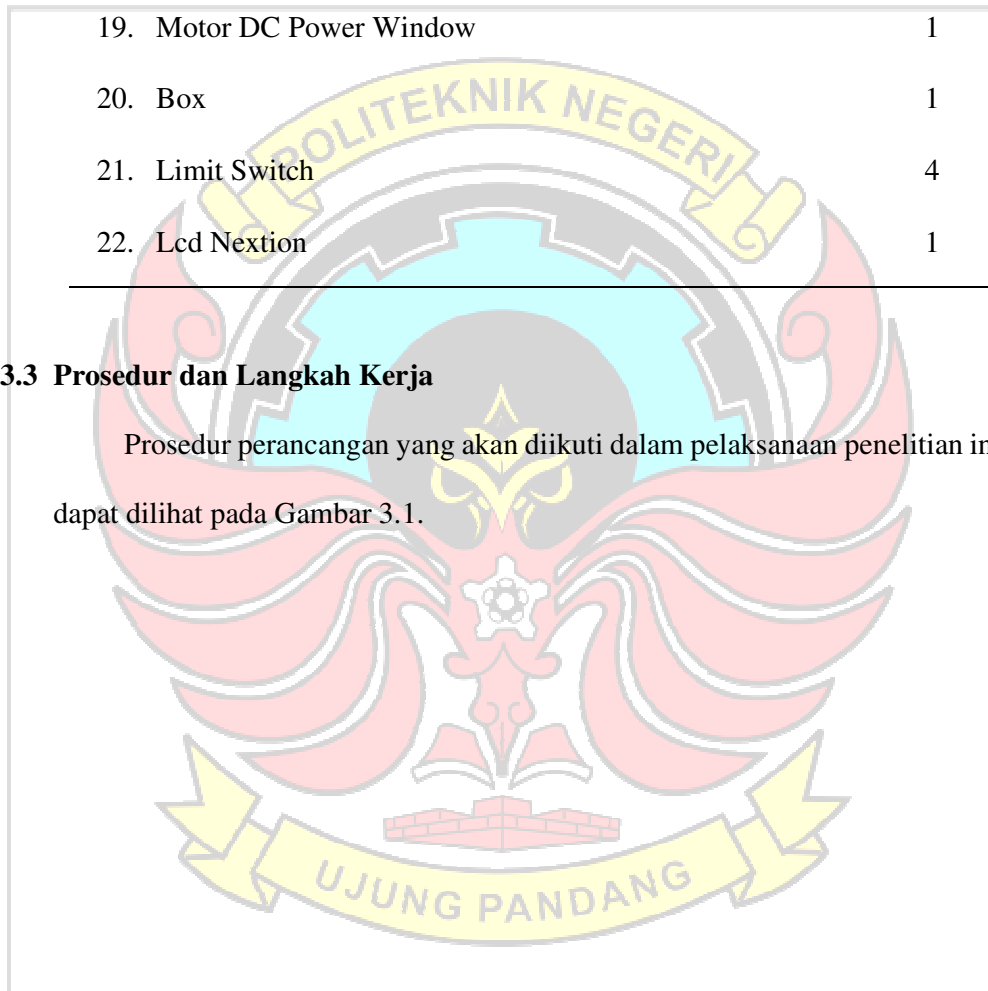 19. Motor DC Power Window 1
20. Box 1
21. Limit Switch 4
22. Lcd Nextion 1
3.3 Prosedur dan Langkah Kerja
Prosedur perancangan yang akan diikuti dalam pelaksanaan penelitian in
dapat dilihat pada Gambar 3.1.
POLITEKNIK NEGERI
UJUNG PANDANG